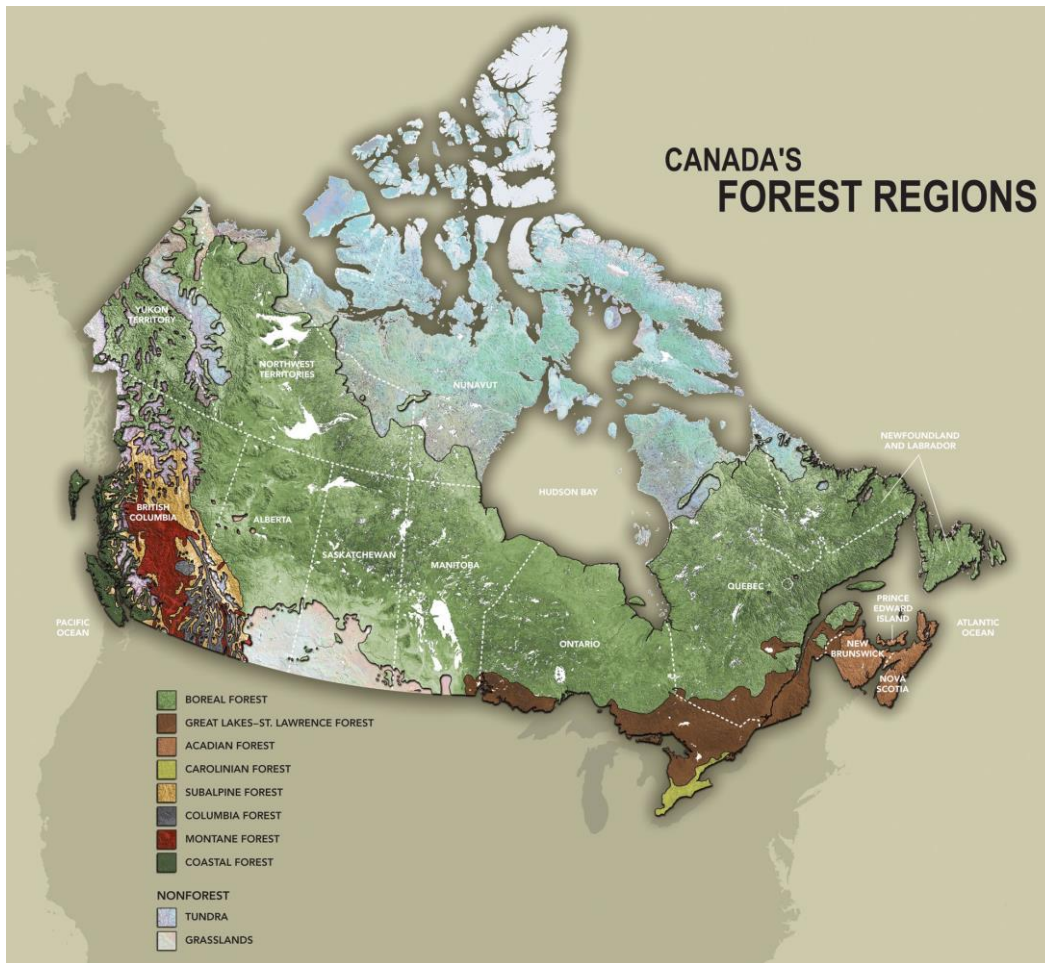 CANADA'S
FOREST REGIONS
YUKON
TERRITORY
NORTHWEST
TERRITORIES
NUNAVUT
NEWFOUNDLAND
AND LABRADOR
HUDSON BAY
BRITISH
COLUMBIA
ALBERTA
SASKATCHEWAN
MANITOBA
QUEBEC
ONTARIO
PRINCE
EDWARD
ISLAND
PACIFIC
OCEAN
ATLANTIC
OCEAN
NEW
BRUNSWICK
NOVA
SCOTIA
BOREAL FOREST
GREAT LAKES–ST. LAWRENCE FOREST
ACADIAN FOREST
CAROLINIAN FOREST
SUBALPINE FOREST
COLUMBIA FOREST
MONTANE FOREST
COASTAL FOREST
NONFOREST
TUNDRA
GRASSLANDS